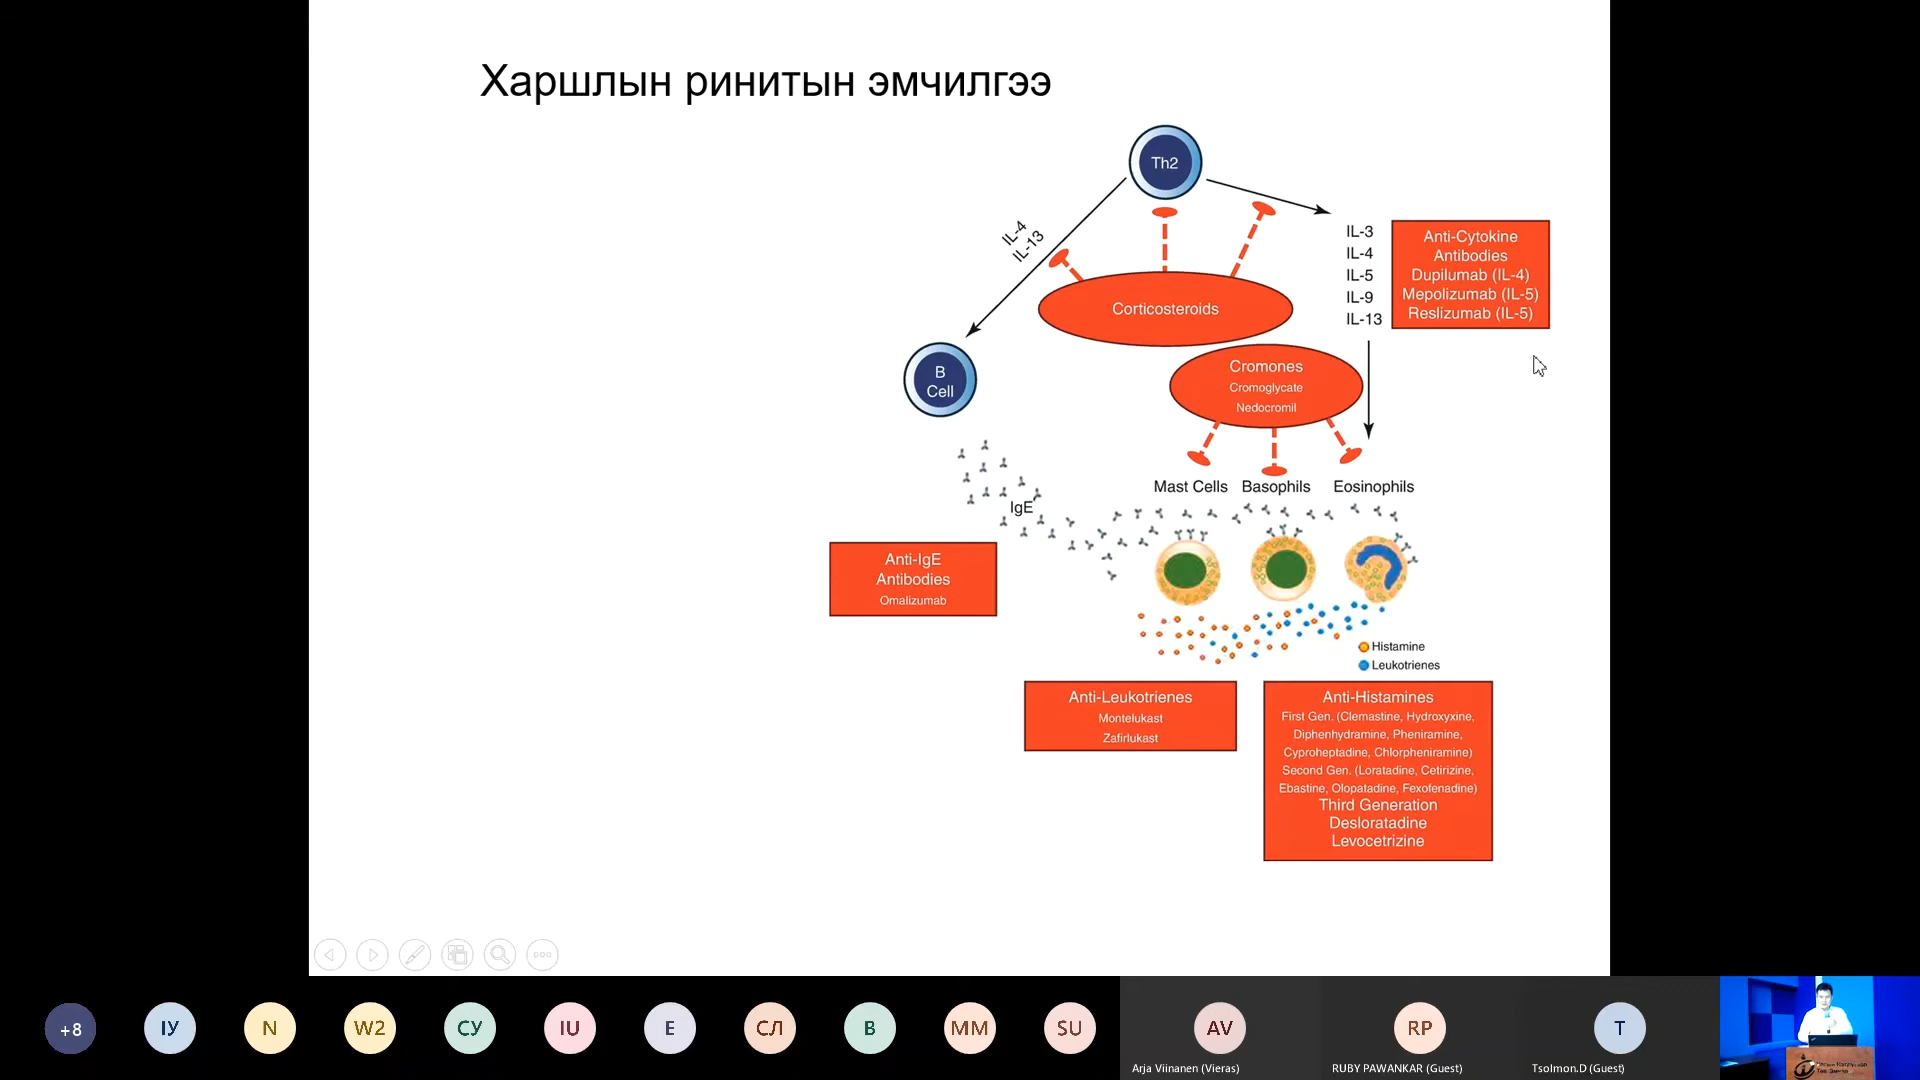 Харшлын ринитын эмчилгээ
Th2
IL-4
IL-13
IL-3
IL-4
IL-5
IL-9
IL-13
Anti-Cytokine
Antibodies
Dupilumab (IL-4)
Mepolizumab (IL-5)
Reslizumab (IL-5)
Corticosteroids
Cromones
Cromoglycate
Nedocromil
B
Cell
Mast Cells Basophils Eosinophils
IgE
Anti-IgE
Antibodies
Omalizumab
Histamine
Leukotrienes
Anti-Leukotrienes
Montelukast
Zafirlukast
Anti-Histamines
First Gen. (Clemastine, Hydroxyxine,
Diphenhydramine, Pheniramine,
Cyproheptadine, Chlorpheniramine)
Second Gen. (Loratadine, Cetirizine,
Ebastine, Olopatadine, Fexofenadine)
Third Generation
Desloratadine
Levocetrizine
+8 ІУ N W2 СУ IU E СЛ B MM SU AV RP T
Arja Viinanen (Vieras) RUBY PAWANKAR (Guest) Tsolmon.D (Guest)